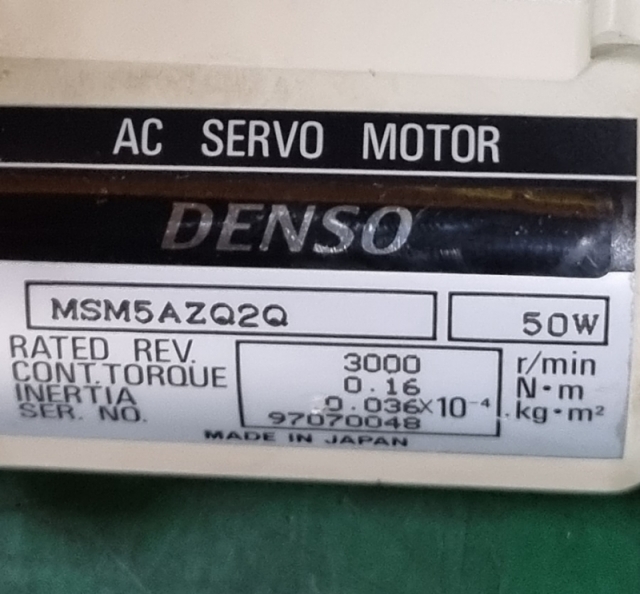 AC SERVO MOTOR
DENSO
MSM5AZQ2Q 50W
RATED REV. 3000 r/min
CONT.TORQUE 0.16 N·m
INERTIA 0.036×10⁻⁴ kg·m²
SER. NO. 97070048
MADE IN JAPAN